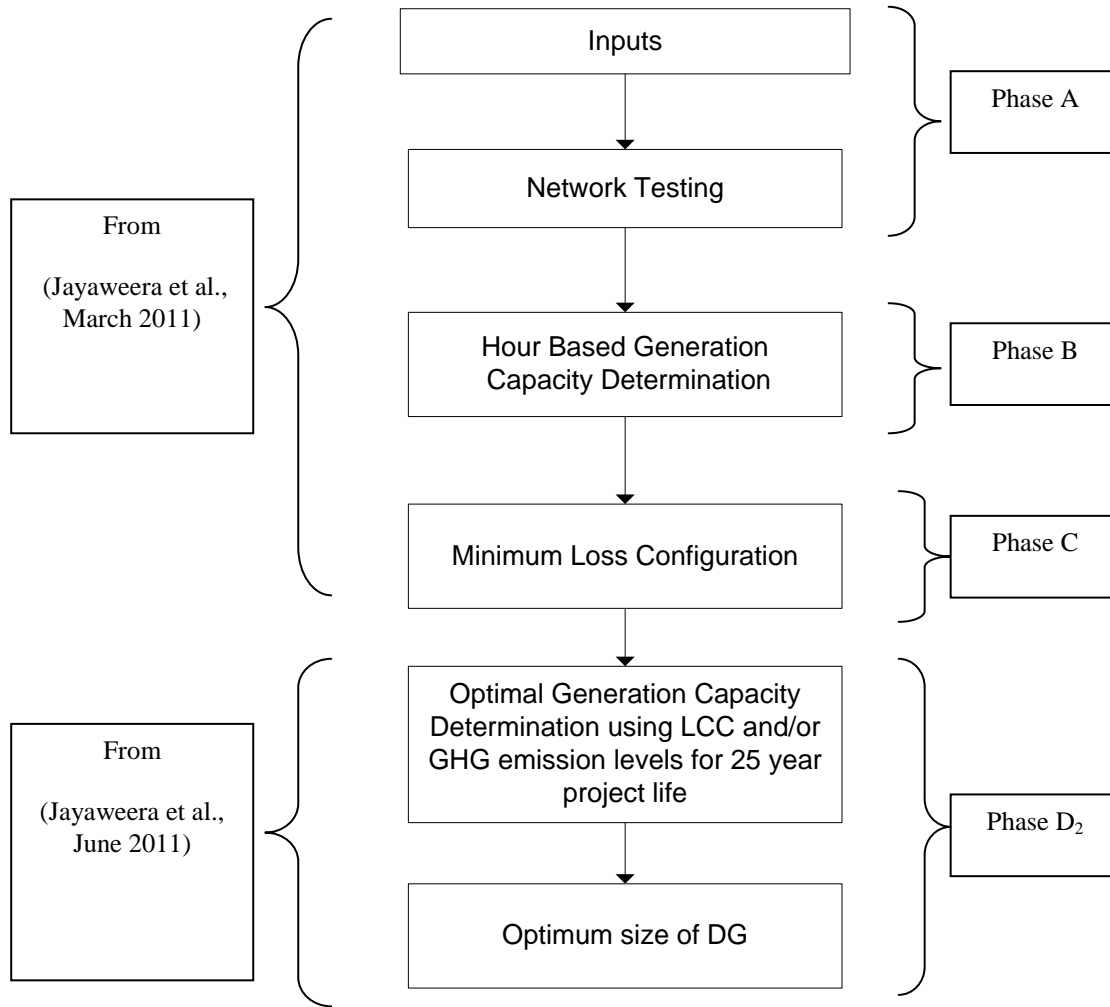 Inputs
Phase A
Network Testing
From
(Jayaweera et al.,
March 2011)
Hour Based Generation
Capacity Determination
Phase B
Minimum Loss Configuration
Phase C
Optimal Generation Capacity
Determination using LCC and/or
GHG emission levels for 25 year
project life
From
(Jayaweera et al.,
June 2011)
Phase D₂
Optimum size of DG